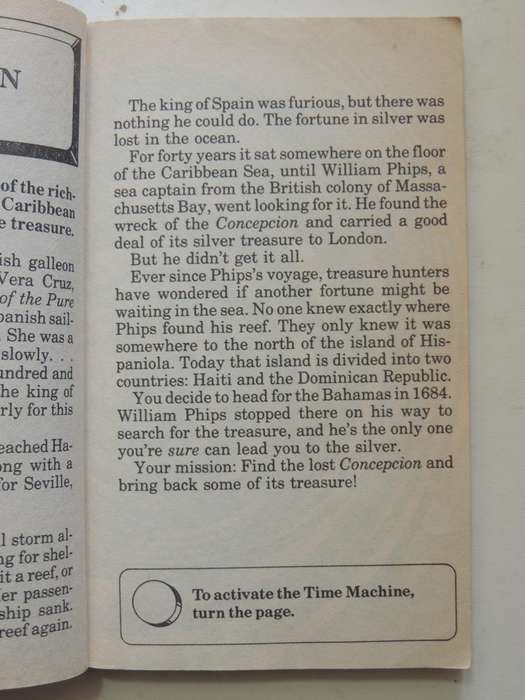 N
of the rich-
Caribbean
e treasure.
ish galleon
Vera Cruz,
of the Pure
panish sail-
. She was a
slowly. . .
undred and
he king of
rly for this
eached Ha-
ong with a
for Seville,
l storm al-
ng for shel-
it a reef, or
er passen-
ship sank.
reef again.
The king of Spain was furious, but there was
nothing he could do. The fortune in silver was
lost in the ocean.
For forty years it sat somewhere on the floor
of the Caribbean Sea, until William Phips, a
sea captain from the British colony of Massa-
chusetts Bay, went looking for it. He found the
wreck of the Concepcion and carried a good
deal of its silver treasure to London.
But he didn't get it all.
Ever since Phips's voyage, treasure hunters
have wondered if another fortune might be
waiting in the sea. No one knew exactly where
Phips found his reef. They only knew it was
somewhere to the north of the island of His-
paniola. Today that island is divided into two
countries: Haiti and the Dominican Republic.
You decide to head for the Bahamas in 1684.
William Phips stopped there on his way to
search for the treasure, and he's the only one
you're sure can lead you to the silver.
Your mission: Find the lost Concepcion and
bring back some of its treasure!
To activate the Time Machine,
turn the page.